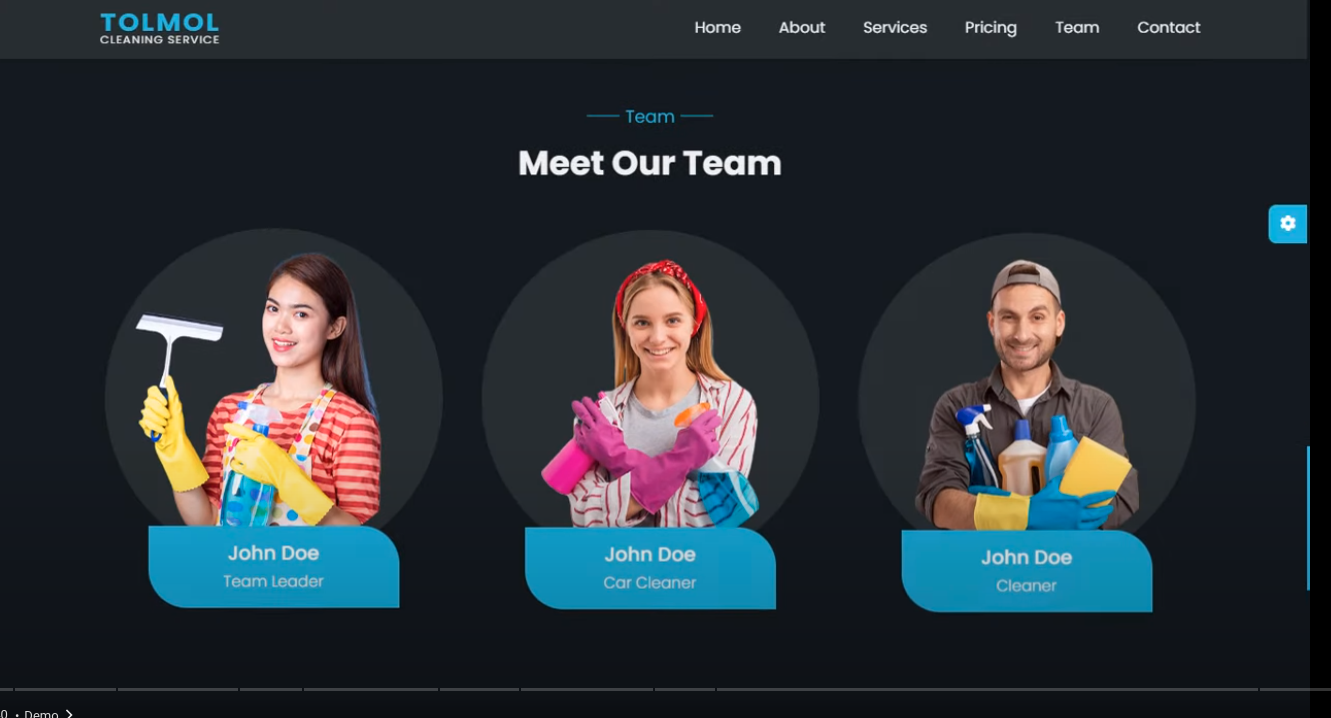 TOLMOL
CLEANING SERVICE
Home About Services Pricing Team Contact
Team
Meet Our Team
John Doe
Team Leader
John Doe
Car Cleaner
John Doe
Cleaner
0 • Demo